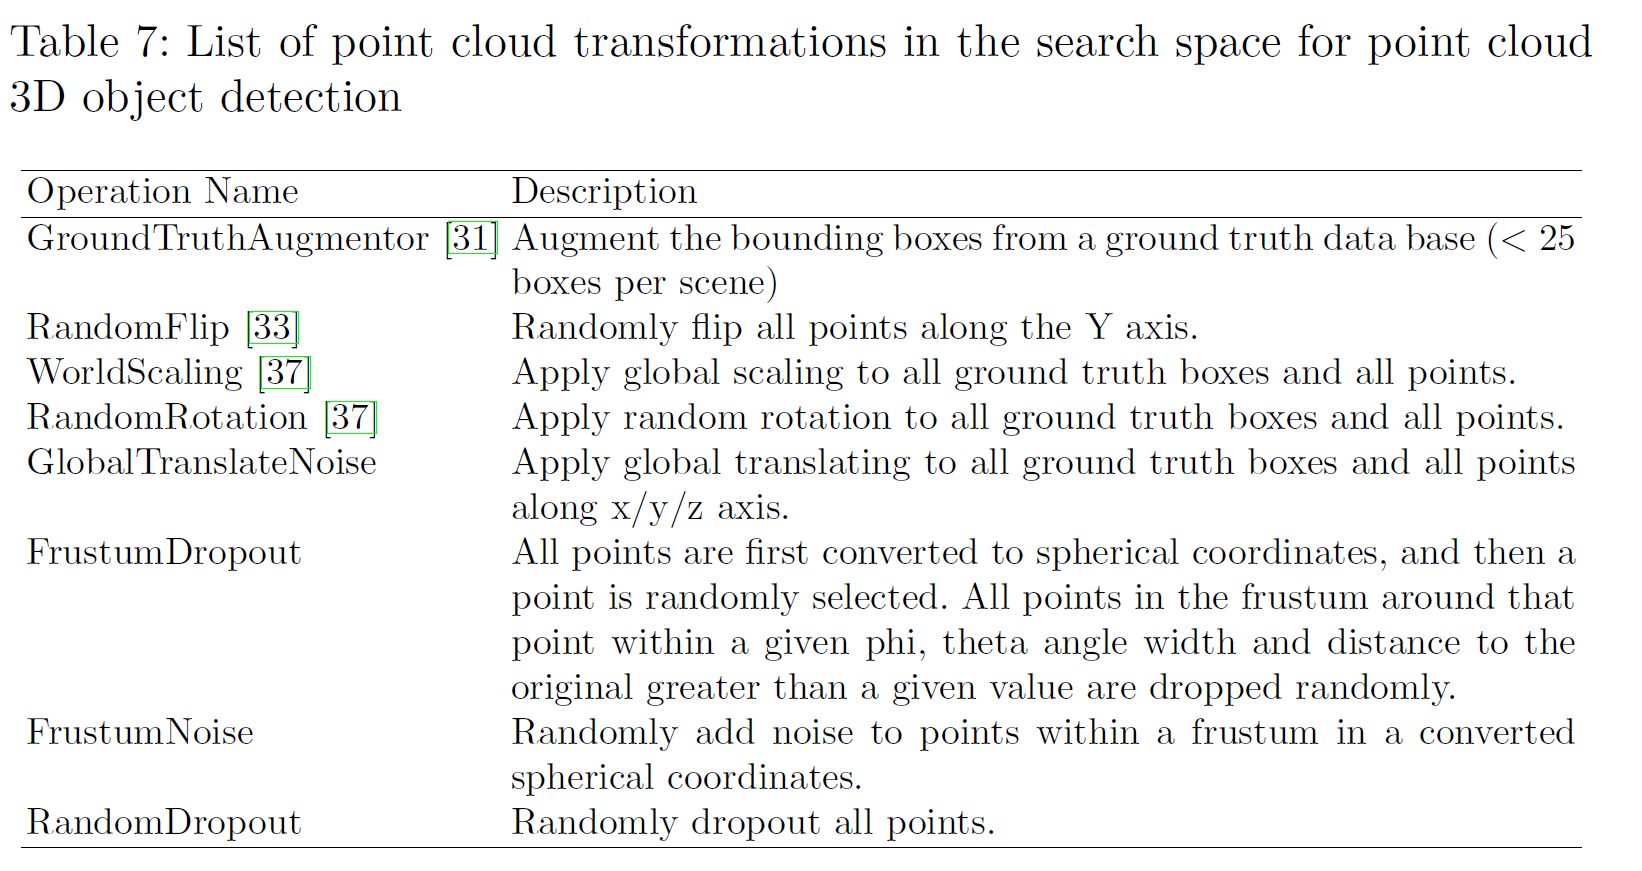 Table 7: List of point cloud transformations in the search space for point cloud
3D object detection
Operation Name Description
GroundTruthAugmentor [31] Augment the bounding boxes from a ground truth data base (< 25
boxes per scene)
RandomFlip [33] Randomly flip all points along the Y axis.
WorldScaling [37] Apply global scaling to all ground truth boxes and all points.
RandomRotation [37] Apply random rotation to all ground truth boxes and all points.
GlobalTranslateNoise Apply global translating to all ground truth boxes and all points
along x/y/z axis.
FrustumDropout All points are first converted to spherical coordinates, and then a
point is randomly selected. All points in the frustum around that
point within a given phi, theta angle width and distance to the
original greater than a given value are dropped randomly.
FrustumNoise Randomly add noise to points within a frustum in a converted
spherical coordinates.
RandomDropout Randomly dropout all points.